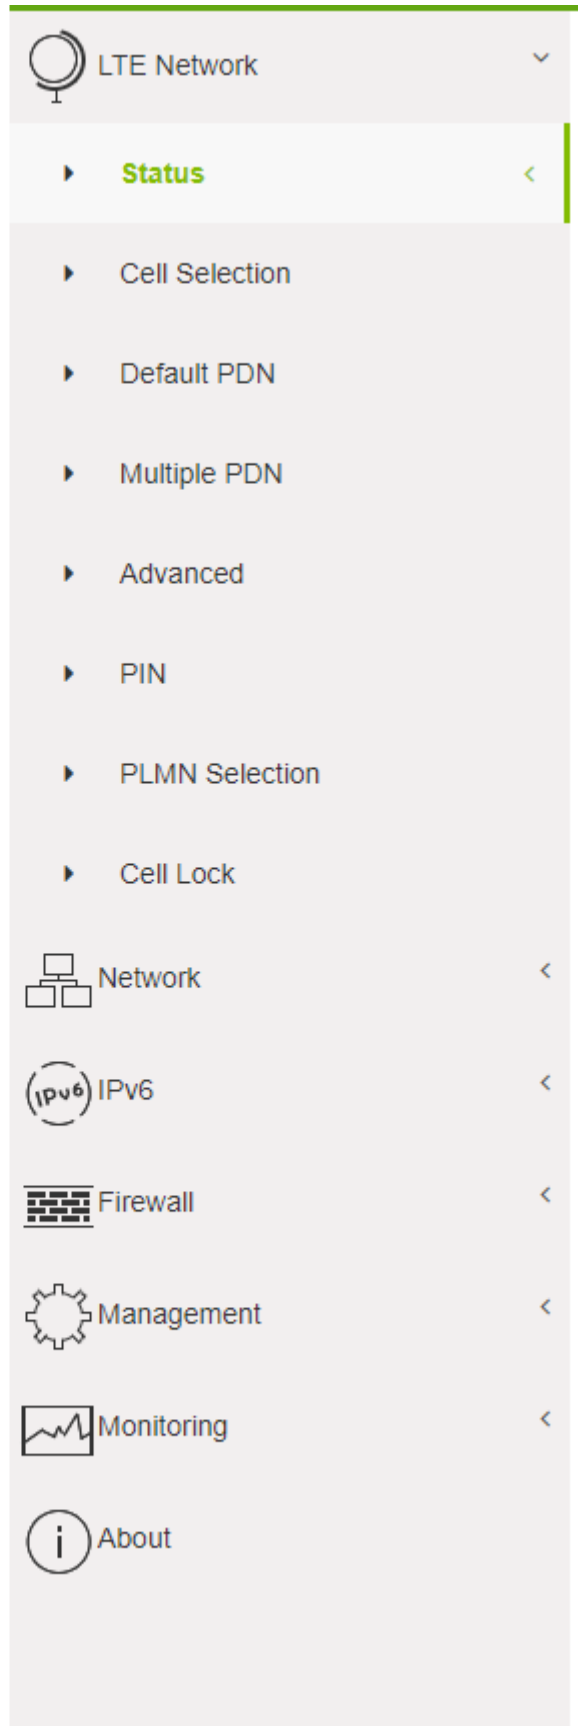 LTE Network
Status
Cell Selection
Default PDN
Multiple PDN
Advanced
PIN
PLMN Selection
Cell Lock
Network
IPv6 IPv6
Firewall
Management
Monitoring
i About